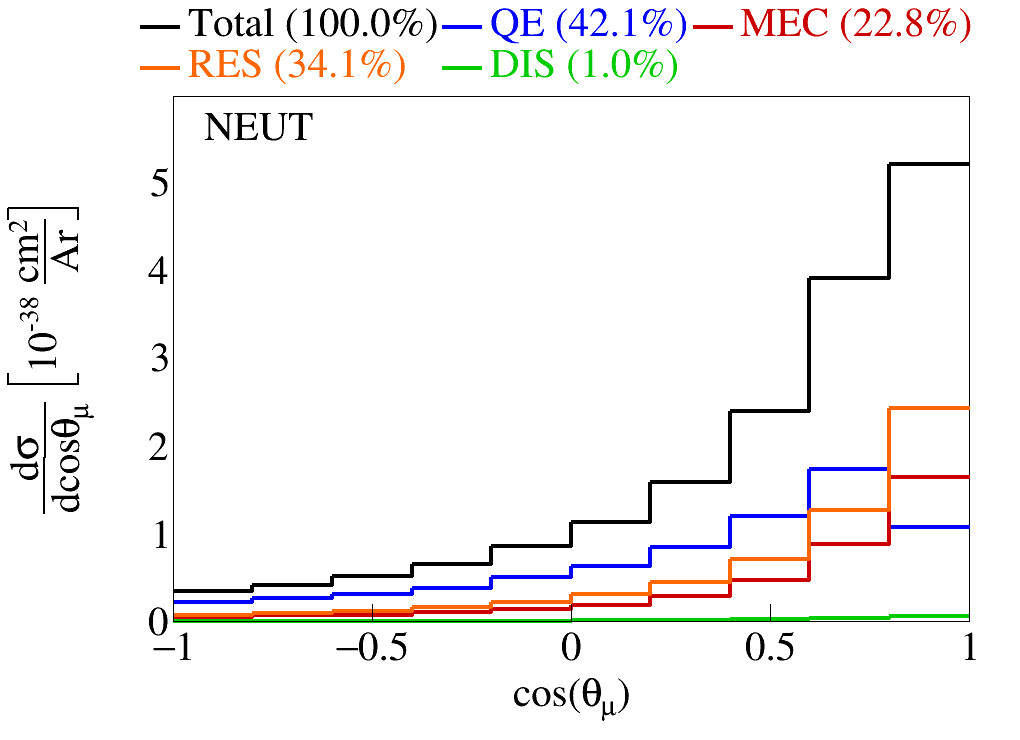 Total (100.0%) QE (42.1%) MEC (22.8%)
RES (34.1%) DIS (1.0%)
NEUT
5
4
3
2
1
0
−1 −0.5 0 0.5 1
cos(θμ)
dσ/dcosθμ [10⁻³⁸ cm²/Ar]